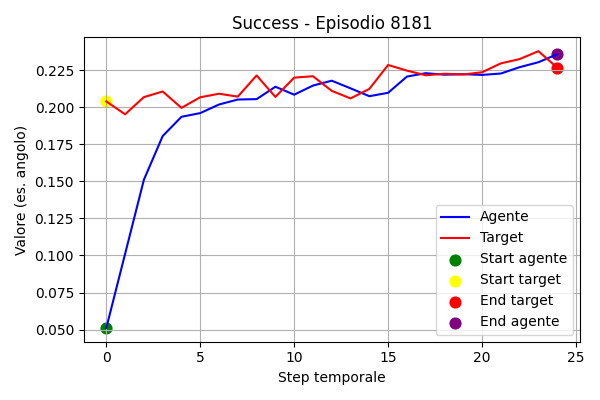 Success - Episodio 8181
Valore (es. angolo)
0.225
0.200
0.175
0.150
0.125
0.100
0.075
0.050
Agente
Target
Start agente
Start target
End target
End agente
0 5 10 15 20 25
Step temporale